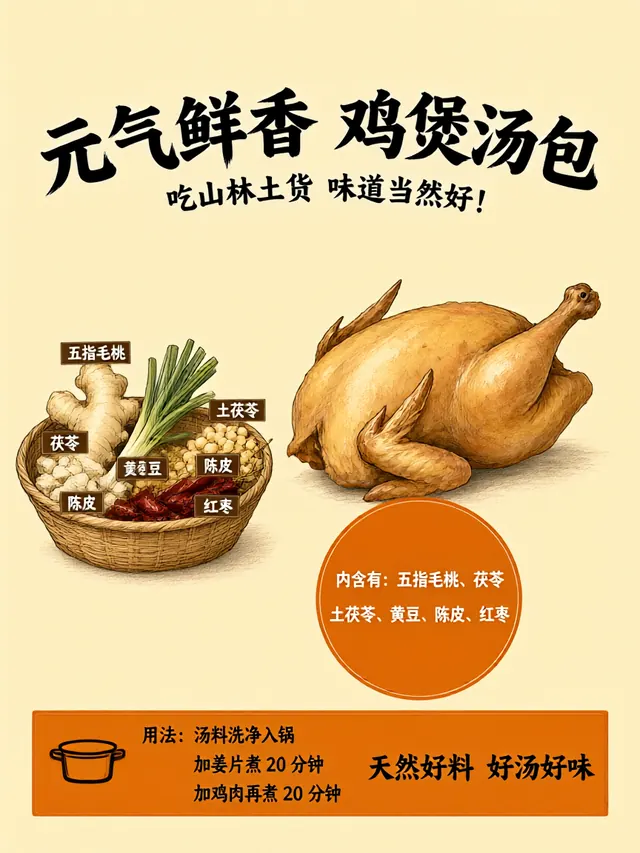 元气鲜香 鸡煲汤包
吃山林土货 味道当然好！
五指毛桃
土茯苓
茯苓
黄豆
陈皮
陈皮
红枣
内含有：五指毛桃、茯苓
土茯苓、黄豆、陈皮、红枣
用法：汤料洗净入锅
加姜片煮 20 分钟
加鸡肉再煮 20 分钟
天然好料 好汤好味